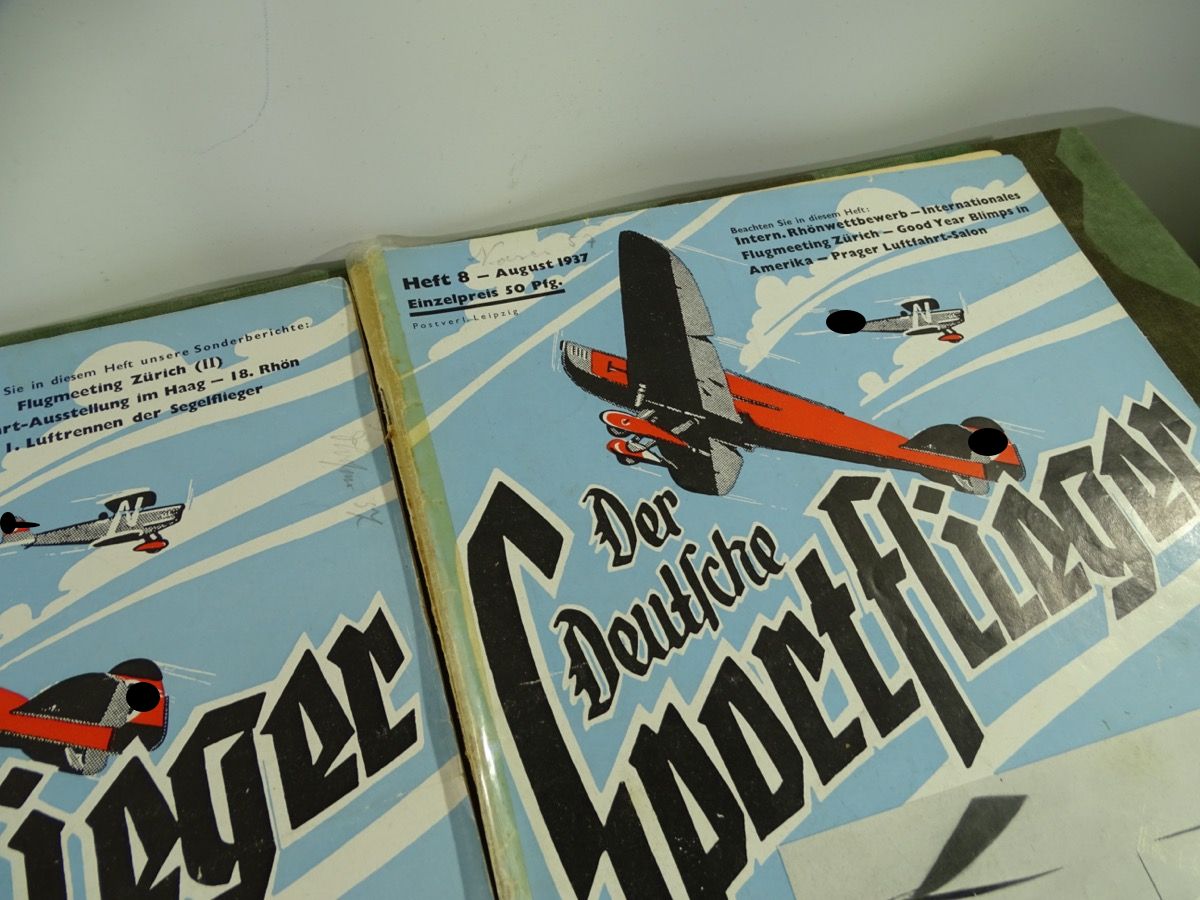 Sie in diesem Heft unsere Sonderberichte:
Flugmeeting Zürich (II)
rt-Ausstellung im Haag — 18. Rhön
1. Luftrennen der Segelflieger
ieger
Heft 8 — August 1937
Einzelpreis 50 Pfg.
Postverl. Leipzig
Beachten Sie in diesem Heft:
Intern. Rhönwettbewerb — Internationales
Flugmeeting Zürich — Good Year Blimps in
Amerika — Prager Luftfahrt-Salon
Der
Deutsche
Sportflieger